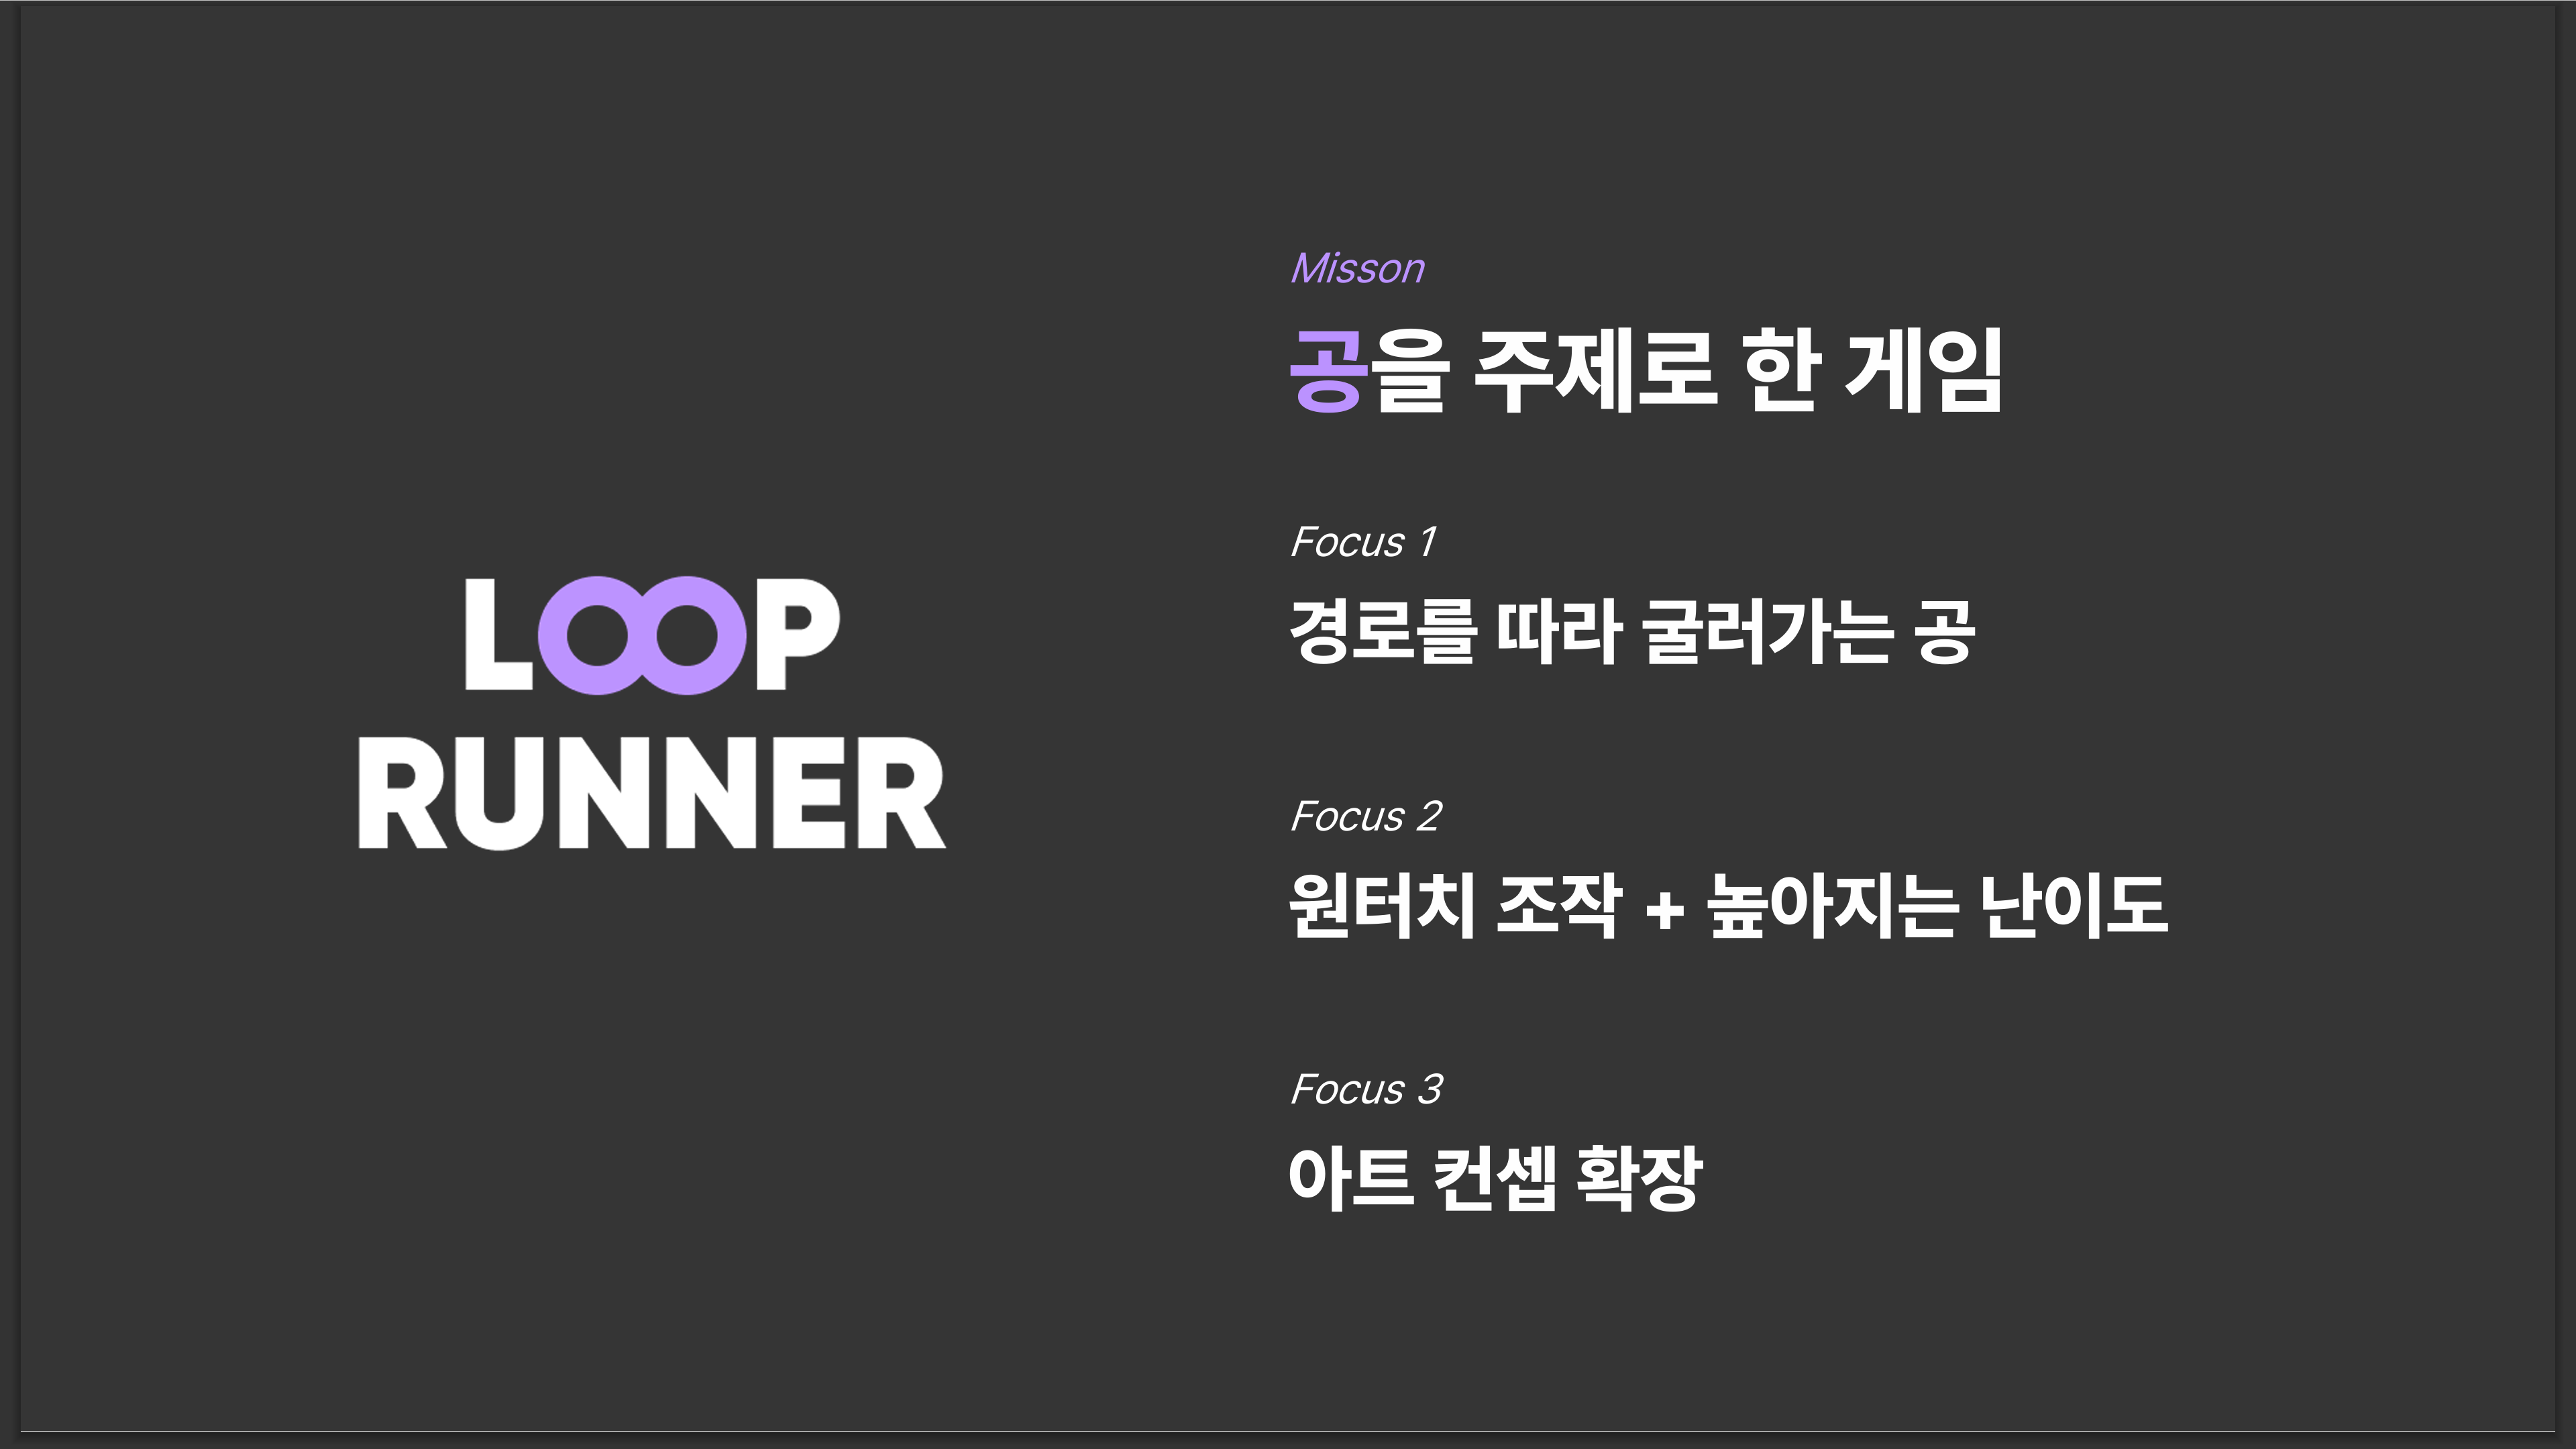 LOOP
RUNNER
Misson
공을 주제로 한 게임
Focus 1
경로를 따라 굴러가는 공
Focus 2
원터치 조작 + 높아지는 난이도
Focus 3
아트 컨셉 확장